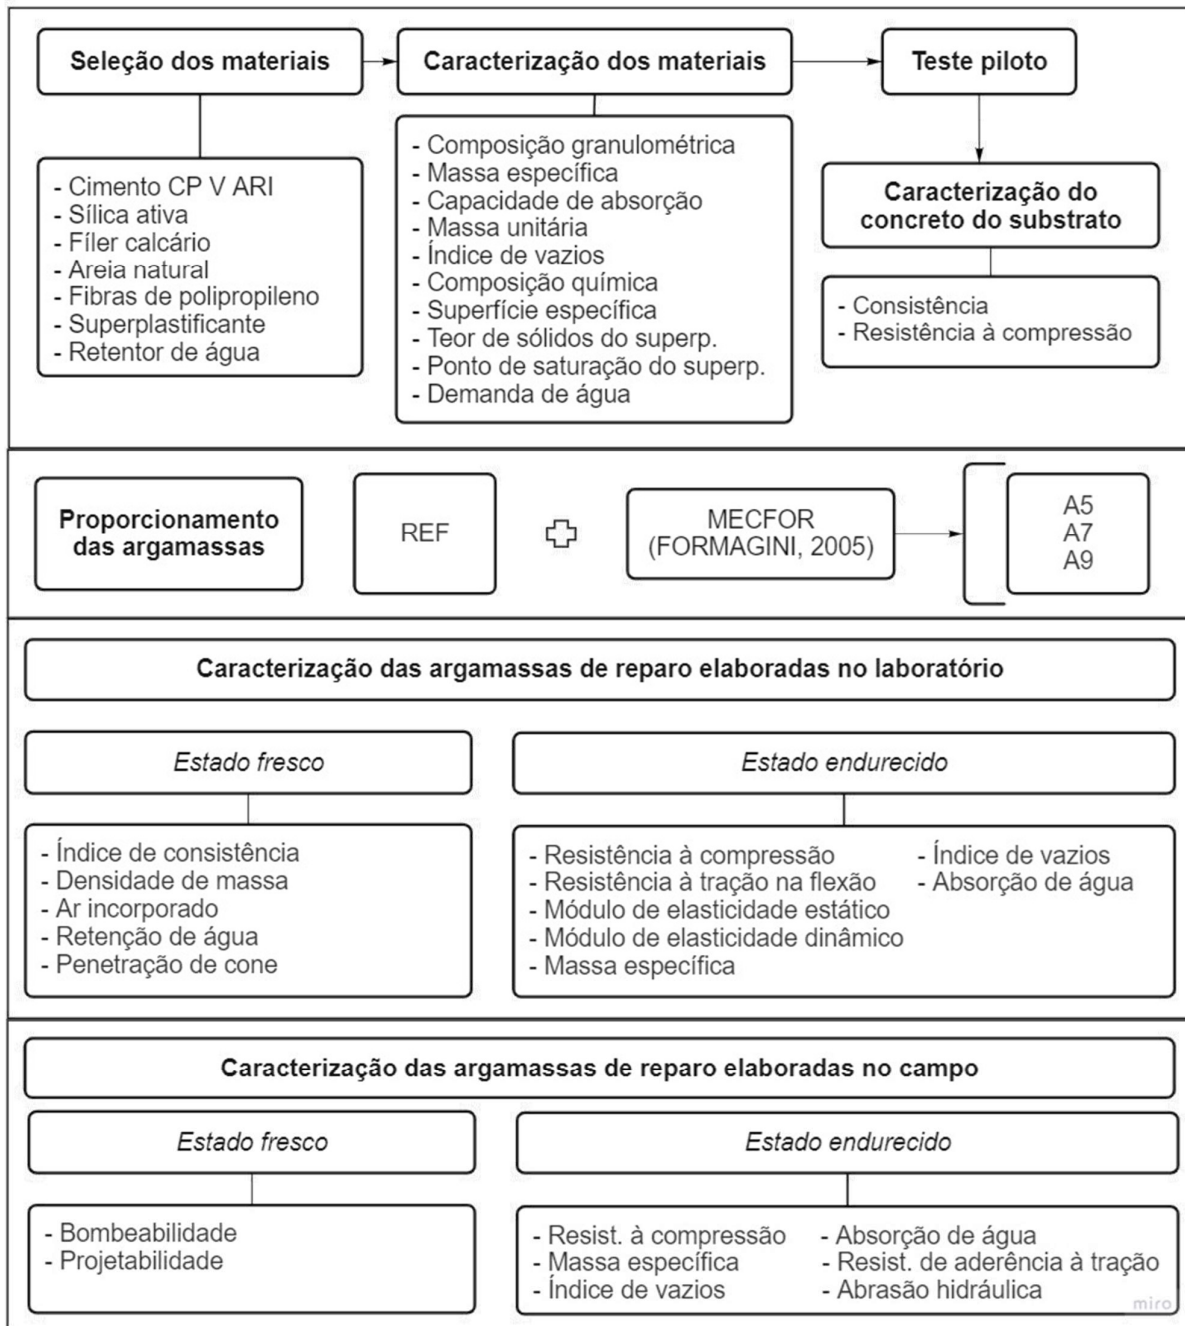 Seleção dos materiais
Caracterização dos materiais
Teste piloto
- Cimento CP V ARI
- Sílica ativa
- Fíler calcário
- Areia natural
- Fibras de polipropileno
- Superplastificante
- Retentor de água
- Composição granulométrica
- Massa específica
- Capacidade de absorção
- Massa unitária
- Índice de vazios
- Composição química
- Superfície específica
- Teor de sólidos do superp.
- Ponto de saturação do superp.
- Demanda de água
Caracterização do
concreto do substrato
- Consistência
- Resistência à compressão
Proporcionamento
das argamassas
REF
MECFOR
(FORMAGINI, 2005)
A5
A7
A9
Caracterização das argamassas de reparo elaboradas no laboratório
Estado fresco
- Índice de consistência
- Densidade de massa
- Ar incorporado
- Retenção de água
- Penetração de cone
Estado endurecido
- Resistência à compressão
- Resistência à tração na flexão
- Módulo de elasticidade estático
- Módulo de elasticidade dinâmico
- Massa específica
- Índice de vazios
- Absorção de água
Caracterização das argamassas de reparo elaboradas no campo
Estado fresco
- Bombeabilidade
- Projetabilidade
Estado endurecido
- Resist. à compressão
- Massa específica
- Índice de vazios
- Absorção de água
- Resist. de aderência à tração
- Abrasão hidráulica
miro